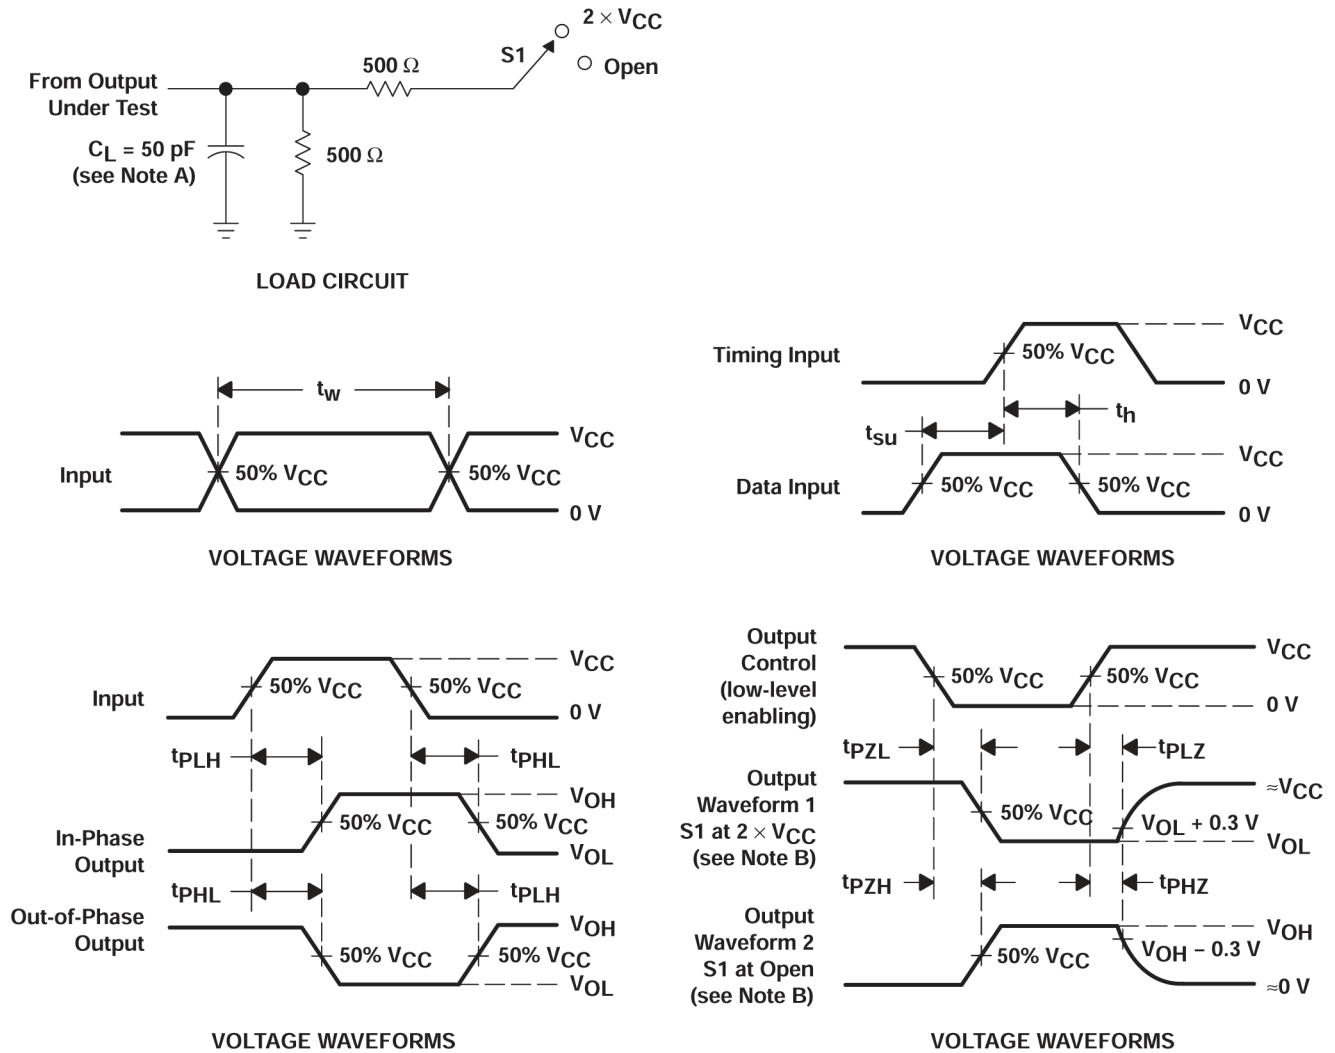 2 × VCC
S1
Open
500 Ω
From Output
Under Test
CL = 50 pF
(see Note A)
500 Ω
LOAD CIRCUIT
tw
VCC
Input
50% VCC
50% VCC
0 V
VOLTAGE WAVEFORMS
VCC
Timing Input
50% VCC
0 V
th
tsu
VCC
Data Input
50% VCC
50% VCC
0 V
VOLTAGE WAVEFORMS
VCC
Input
50% VCC
50% VCC
0 V
tPLH
tPHL
VOH
In-Phase
Output
50% VCC
50% VCC
VOL
tPHL
tPLH
Out-of-Phase
Output
VOH
50% VCC
50% VCC
VOL
VOLTAGE WAVEFORMS
Output
Control
(low-level
enabling)
VCC
50% VCC
50% VCC
0 V
tPZL
tPLZ
Output
Waveform 1
S1 at 2 × VCC
(see Note B)
≈VCC
50% VCC
VOL + 0.3 V
VOL
tPZH
tPHZ
Output
Waveform 2
S1 at Open
(see Note B)
VOH
50% VCC
VOH − 0.3 V
≈0 V
VOLTAGE WAVEFORMS